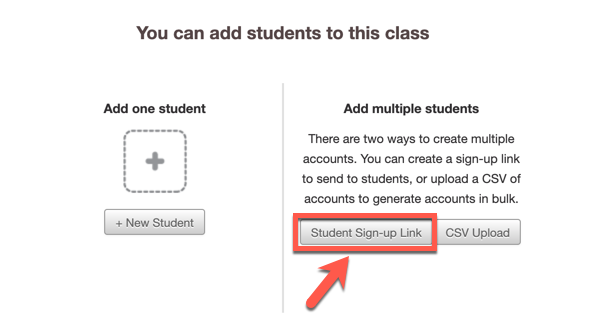 You can add students to this class
Add one student
+ New Student
Add multiple students
There are two ways to create multiple
accounts. You can create a sign-up link
to send to students, or upload a CSV of
accounts to generate accounts in bulk.
Student Sign-up Link
CSV Upload